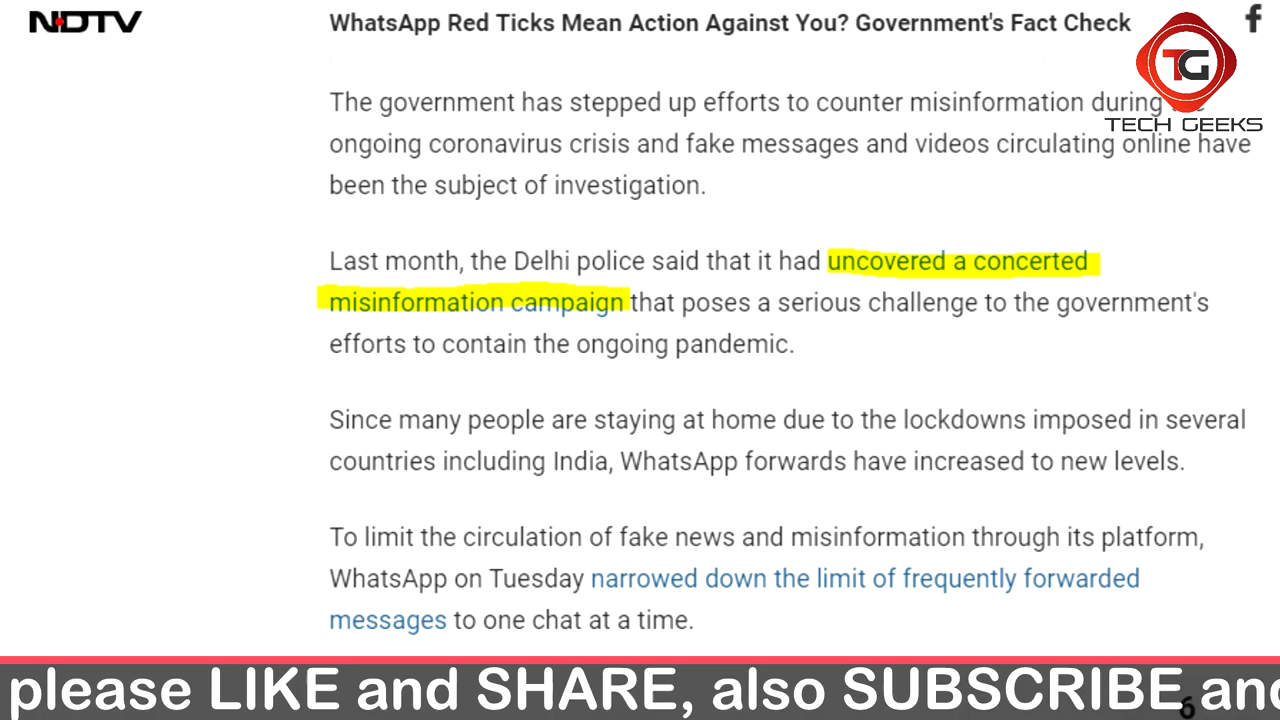 NDTV
WhatsApp Red Ticks Mean Action Against You? Government's Fact Check
f
TG
TECH GEEKS
The government has stepped up efforts to counter misinformation during
ongoing coronavirus crisis and fake messages and videos circulating online have
been the subject of investigation.
Last month, the Delhi police said that it had uncovered a concerted
misinformation campaign that poses a serious challenge to the government's
efforts to contain the ongoing pandemic.
Since many people are staying at home due to the lockdowns imposed in several
countries including India, WhatsApp forwards have increased to new levels.
To limit the circulation of fake news and misinformation through its platform,
WhatsApp on Tuesday narrowed down the limit of frequently forwarded
messages to one chat at a time.
please LIKE and SHARE, also SUBSCRIBE and
6